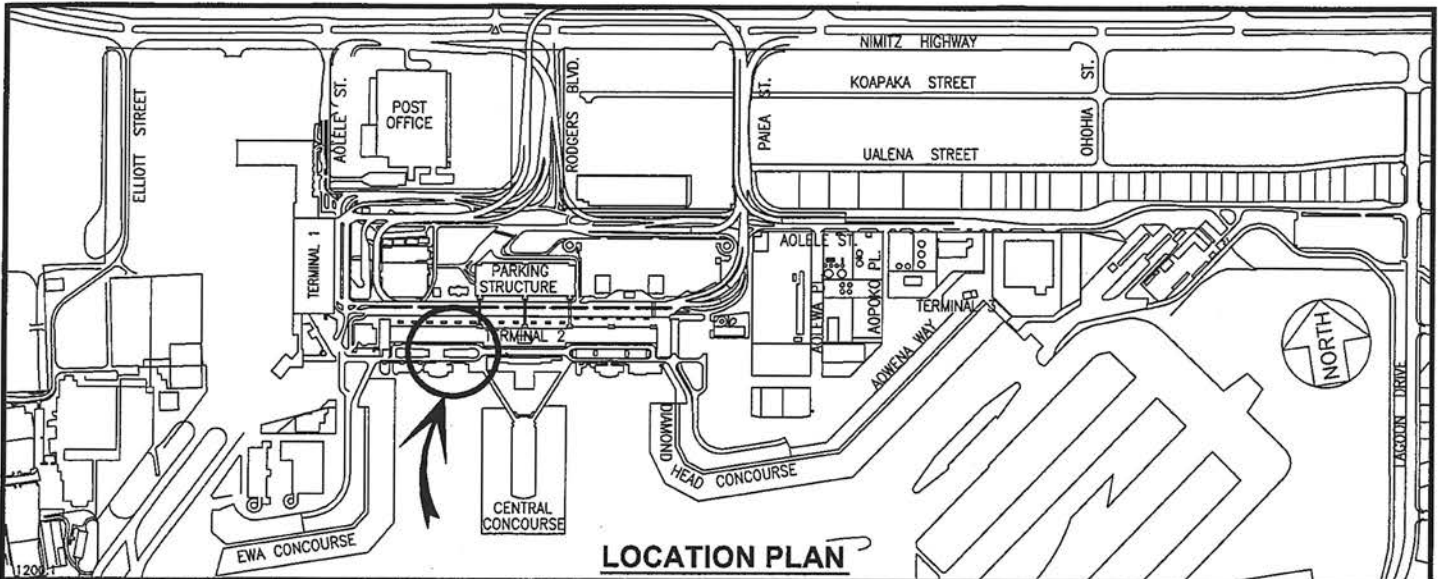 NIMITZ HIGHWAY
KOAPAKA STREET
UALENA STREET
ELLIOTT STREET
AOLELE ST.
POST
OFFICE
RODGERS BLVD.
PAIEA ST.
OHOHIA ST.
TERMINAL 1
PARKING
STRUCTURE
TERMINAL 2
AOLELE ST.
AOLEWA PL.
AOPOKO PL.
TERMINAL 3
AOWENA WAY
NORTH
LAGOON DRIVE
DIAMOND
HEAD CONCOURSE
CENTRAL
CONCOURSE
EWA CONCOURSE
LOCATION PLAN